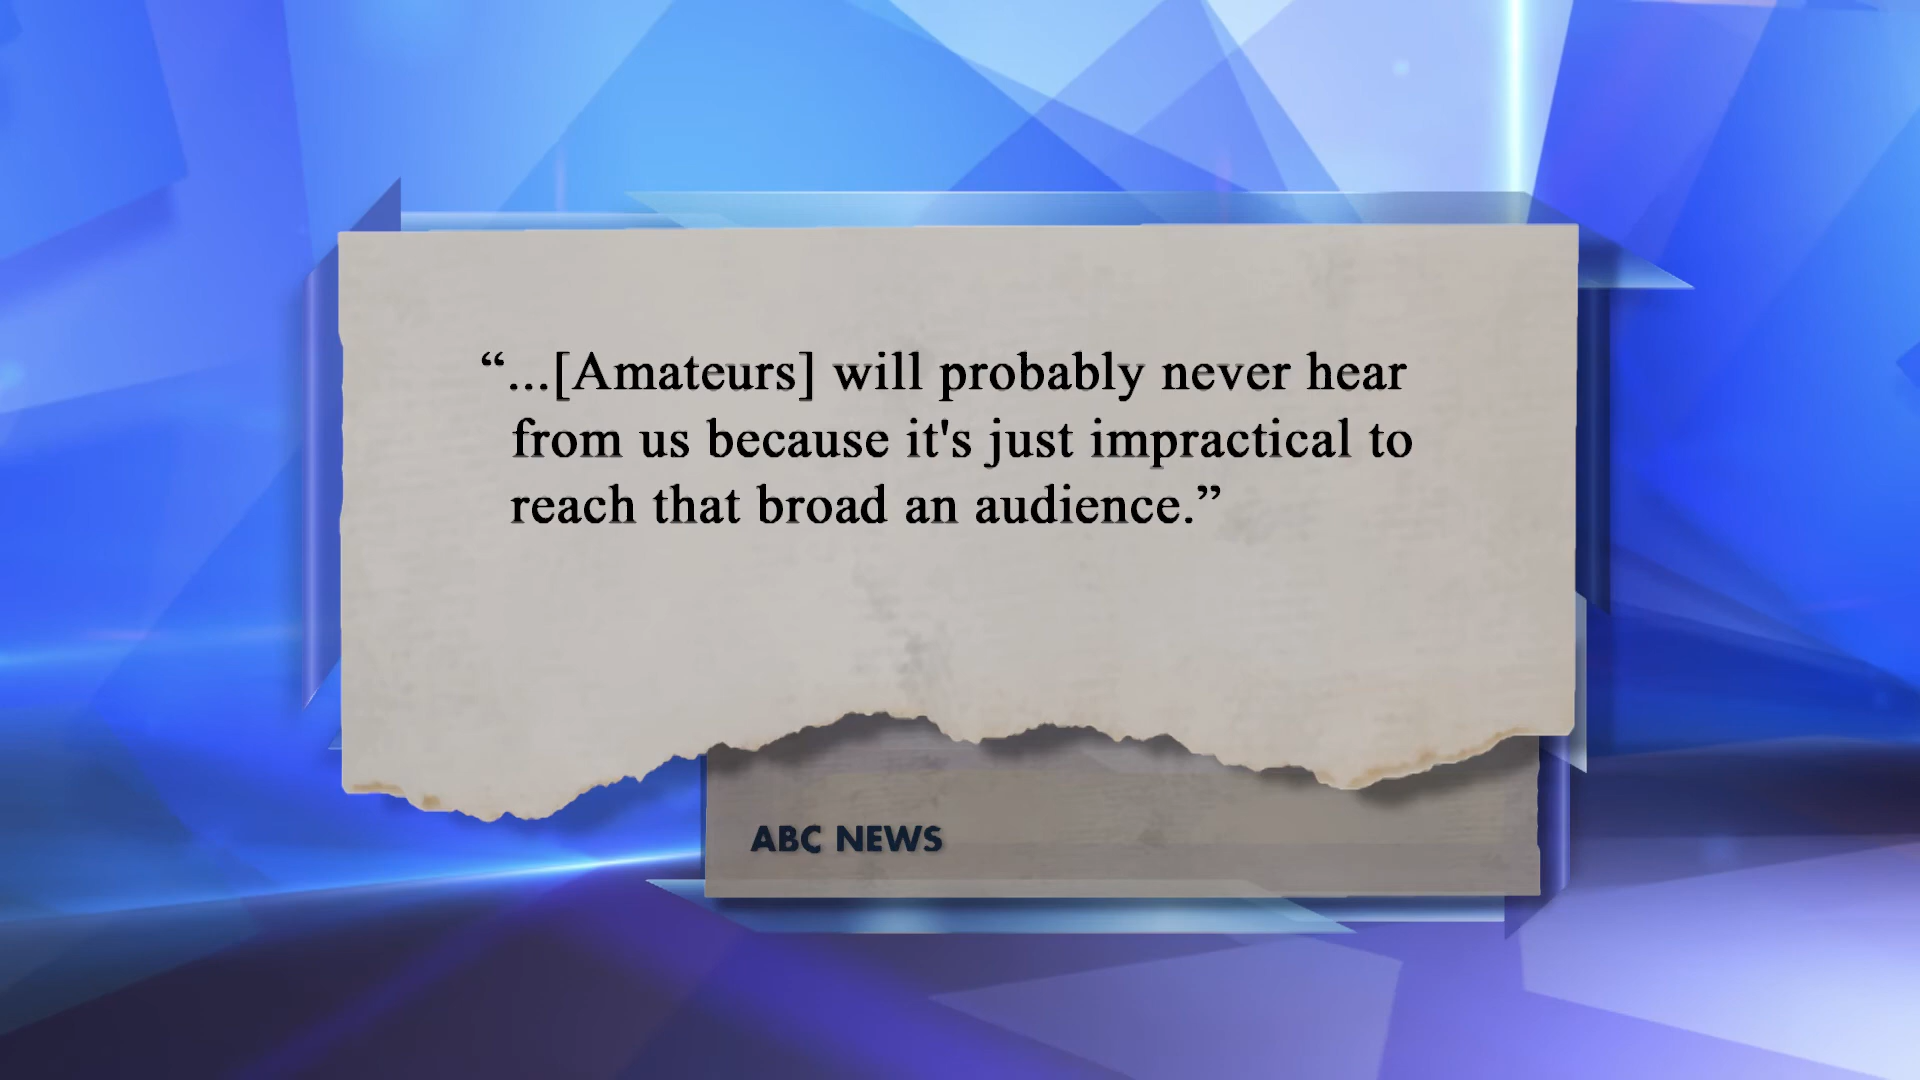 “...[Amateurs] will probably never hear
from us because it's just impractical to
reach that broad an audience.”
ABC NEWS